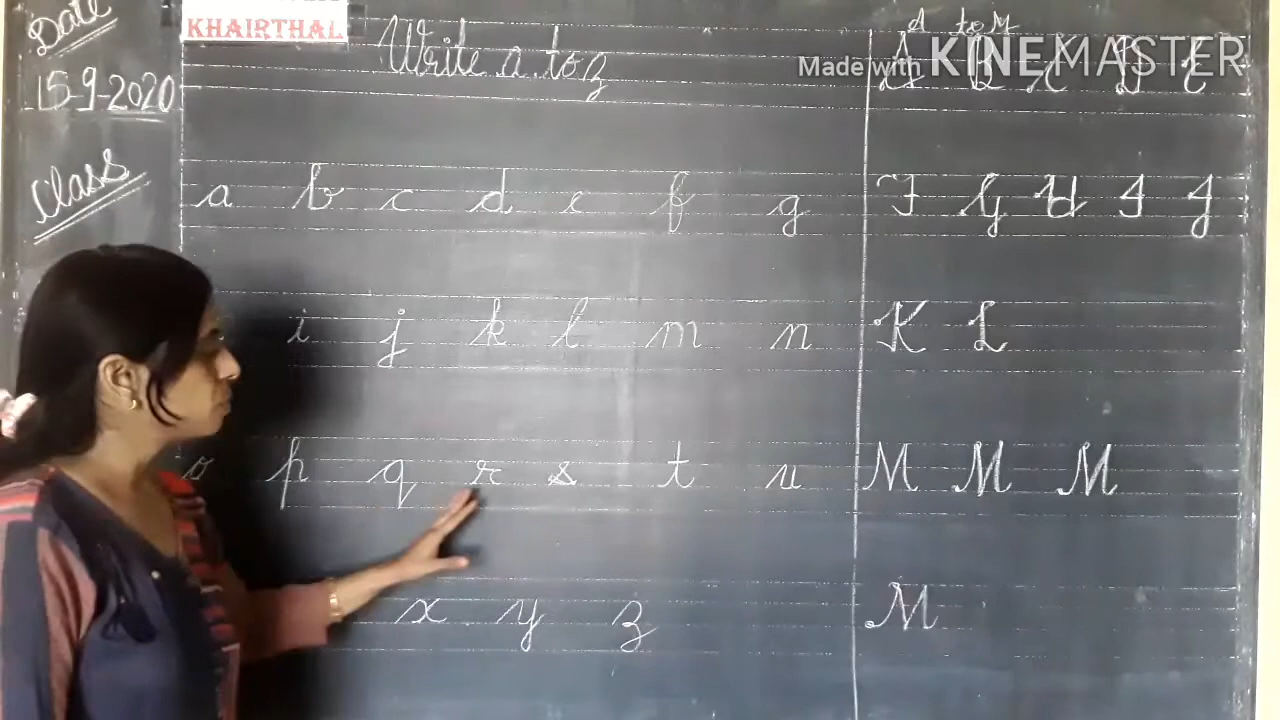 Date
15-9-2020
Class
KHAIRTHAL
Write a to z
a b c d e f g
i j k l m n
o p q r s t u
x y z
A to M
A B C D E
F G H I J
K L
M M M
M
Made with KINEMASTER